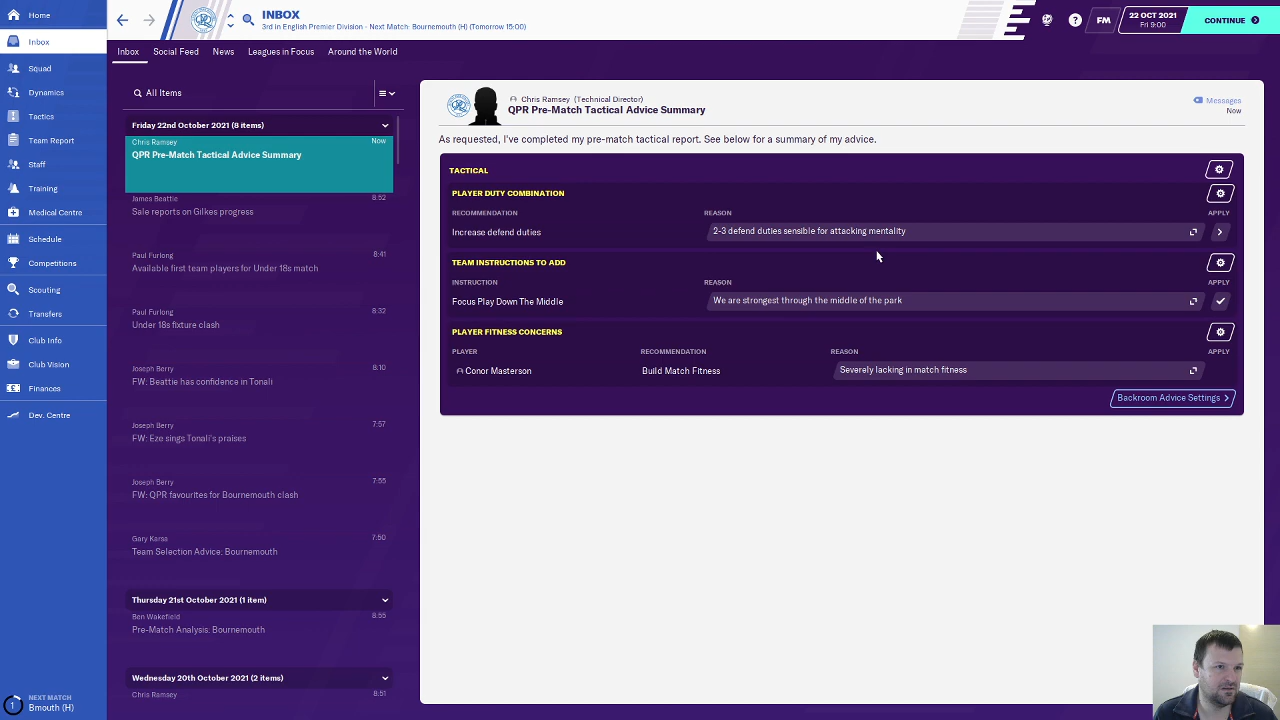 Home
Inbox
Squad
Dynamics
Tactics
Team Report
Staff
Training
Medical Centre
Schedule
Competitions
Scouting
Transfers
Club Info
Club Vision
Finances
Dev. Centre
1
NEXT MATCH
Bmouth (H)
INBOX
3rd in English Premier Division - Next Match: Bournemouth (H) (Tomorrow 15:00)
?
FM
22 OCT 2021
Fri 9:00
CONTINUE
Inbox
Social Feed
News
Leagues in Focus
Around the World
All Items
Friday 22nd October 2021 (8 items)
Chris Ramsey
Now
QPR Pre-Match Tactical Advice Summary
James Beattie
8:52
Sale reports on Gilkes progress
Paul Furlong
8:41
Available first team players for Under 18s match
Paul Furlong
8:32
Under 18s fixture clash
Joseph Berry
8:10
FW: Beattie has confidence in Tonali
Joseph Berry
7:57
FW: Eze sings Tonali's praises
Joseph Berry
7:55
FW: QPR favourites for Bournemouth clash
Gary Karsa
7:50
Team Selection Advice: Bournemouth
Thursday 21st October 2021 (1 item)
Ben Wakefield
8:55
Pre-Match Analysis: Bournemouth
Wednesday 20th October 2021 (2 items)
Chris Ramsey
8:51
Chris Ramsey (Technical Director)
QPR Pre-Match Tactical Advice Summary
Messages
Now
As requested, I've completed my pre-match tactical report. See below for a summary of my advice.
TACTICAL
PLAYER DUTY COMBINATION
RECOMMENDATION
REASON
APPLY
Increase defend duties
2-3 defend duties sensible for attacking mentality
TEAM INSTRUCTIONS TO ADD
INSTRUCTION
REASON
APPLY
Focus Play Down The Middle
We are strongest through the middle of the park
PLAYER FITNESS CONCERNS
PLAYER
RECOMMENDATION
REASON
APPLY
Conor Masterson
Build Match Fitness
Severely lacking in match fitness
Backroom Advice Settings